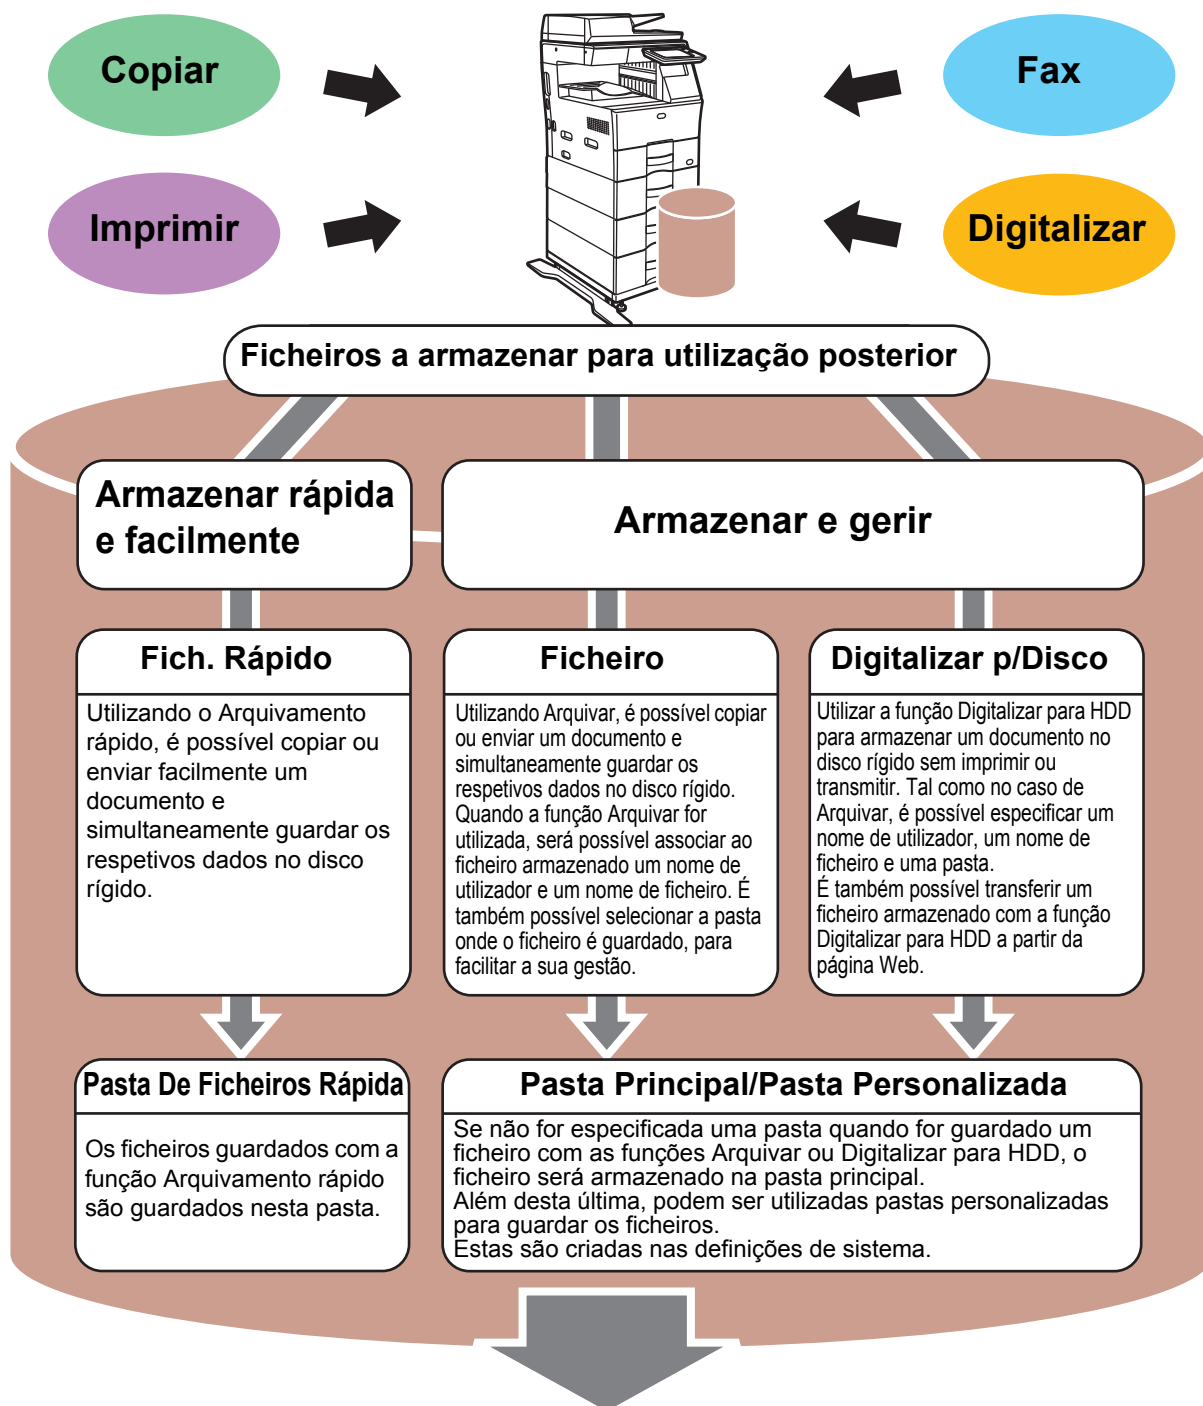 Copiar
Fax
Imprimir
Digitalizar
Ficheiros a armazenar para utilização posterior
Armazenar rápida
e facilmente
Armazenar e gerir
Fich. Rápido
Utilizando o Arquivamento
rápido, é possível copiar ou
enviar facilmente um
documento e
simultaneamente guardar os
respetivos dados no disco
rígido.
Ficheiro
Utilizando Arquivar, é possível copiar
ou enviar um documento e
simultaneamente guardar os
respetivos dados no disco rígido.
Quando a função Arquivar for
utilizada, será possível associar ao
ficheiro armazenado um nome de
utilizador e um nome de ficheiro. É
também possível selecionar a pasta
onde o ficheiro é guardado, para
facilitar a sua gestão.
Digitalizar p/Disco
Utilizar a função Digitalizar para HDD
para armazenar um documento no
disco rígido sem imprimir ou
transmitir. Tal como no caso de
Arquivar, é possível especificar um
nome de utilizador, um nome de
ficheiro e uma pasta.
É também possível transferir um
ficheiro armazenado com a função
Digitalizar para HDD a partir da
página Web.
Pasta De Ficheiros Rápida
Os ficheiros guardados com a
função Arquivamento rápido
são guardados nesta pasta.
Pasta Principal/Pasta Personalizada
Se não for especificada uma pasta quando for guardado um
ficheiro com as funções Arquivar ou Digitalizar para HDD, o
ficheiro será armazenado na pasta principal.
Além desta última, podem ser utilizadas pastas personalizadas
para guardar os ficheiros.
Estas são criadas nas definições de sistema.